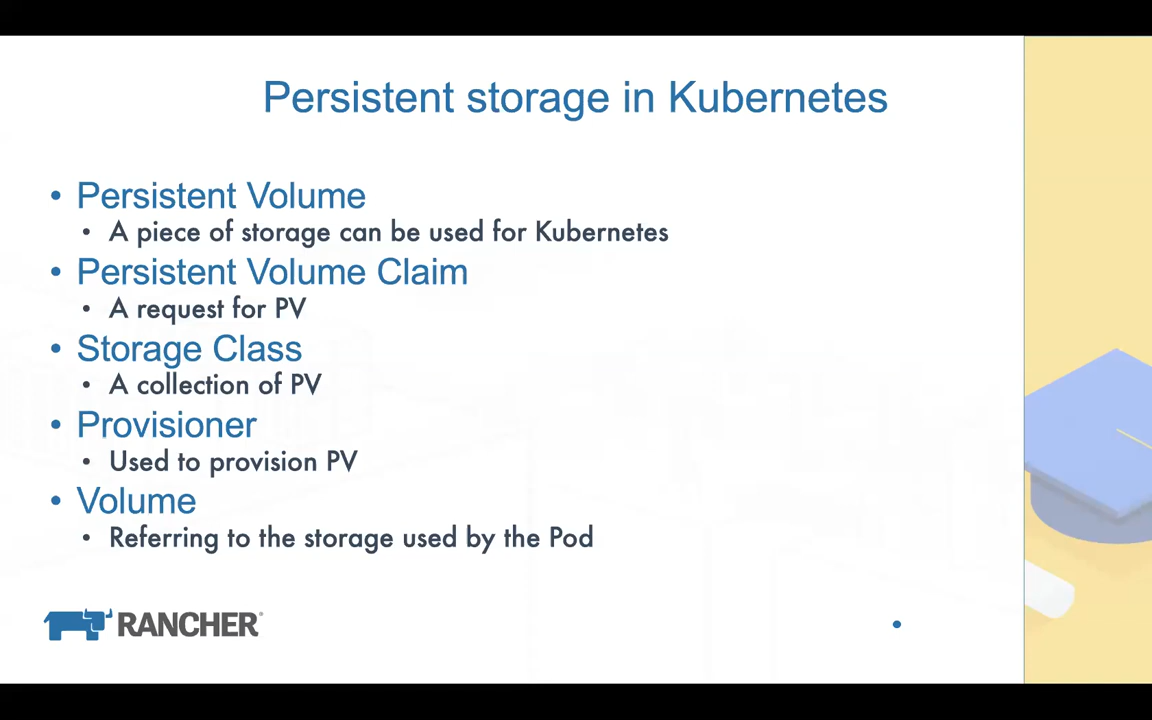 Persistent storage in Kubernetes
• Persistent Volume
• A piece of storage can be used for Kubernetes
• Persistent Volume Claim
• A request for PV
• Storage Class
• A collection of PV
• Provisioner
• Used to provision PV
• Volume
• Referring to the storage used by the Pod
RANCHER®